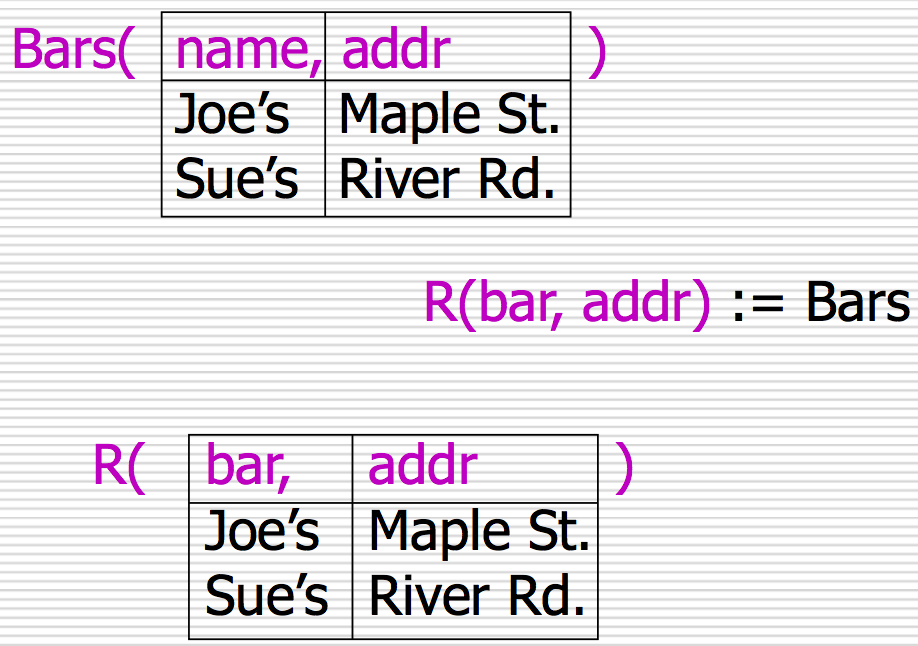 Bars( name, addr )
Joe’s Maple St.
Sue’s River Rd.
R(bar, addr) := Bars
R( bar, addr )
Joe’s Maple St.
Sue’s River Rd.